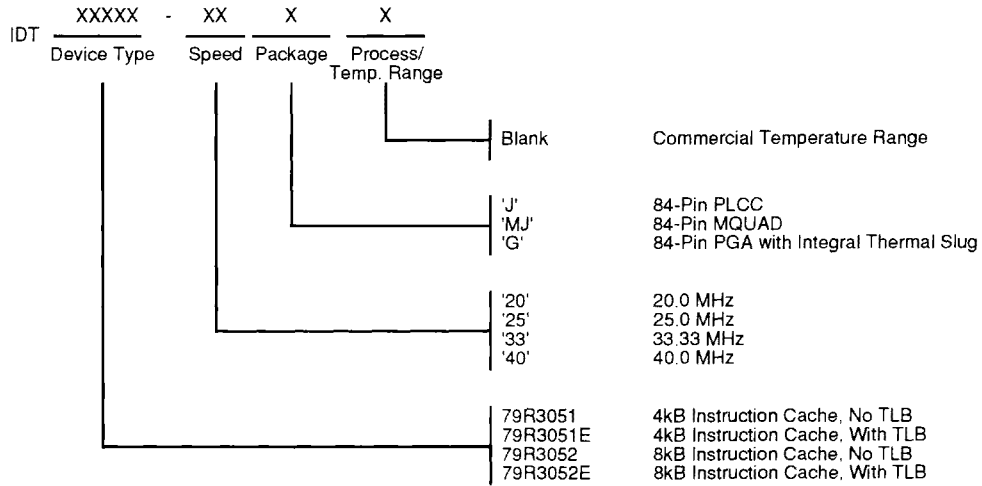 XXXXX - XX X X
IDT
Device Type Speed Package Process/
Temp. Range
Blank Commercial Temperature Range
'J' 84-Pin PLCC
'MJ' 84-Pin MQUAD
'G' 84-Pin PGA with Integral Thermal Slug
'20' 20.0 MHz
'25' 25.0 MHz
'33' 33.33 MHz
'40' 40.0 MHz
79R3051 4kB Instruction Cache, No TLB
79R3051E 4kB Instruction Cache, With TLB
79R3052 8kB Instruction Cache, No TLB
79R3052E 8kB Instruction Cache, With TLB